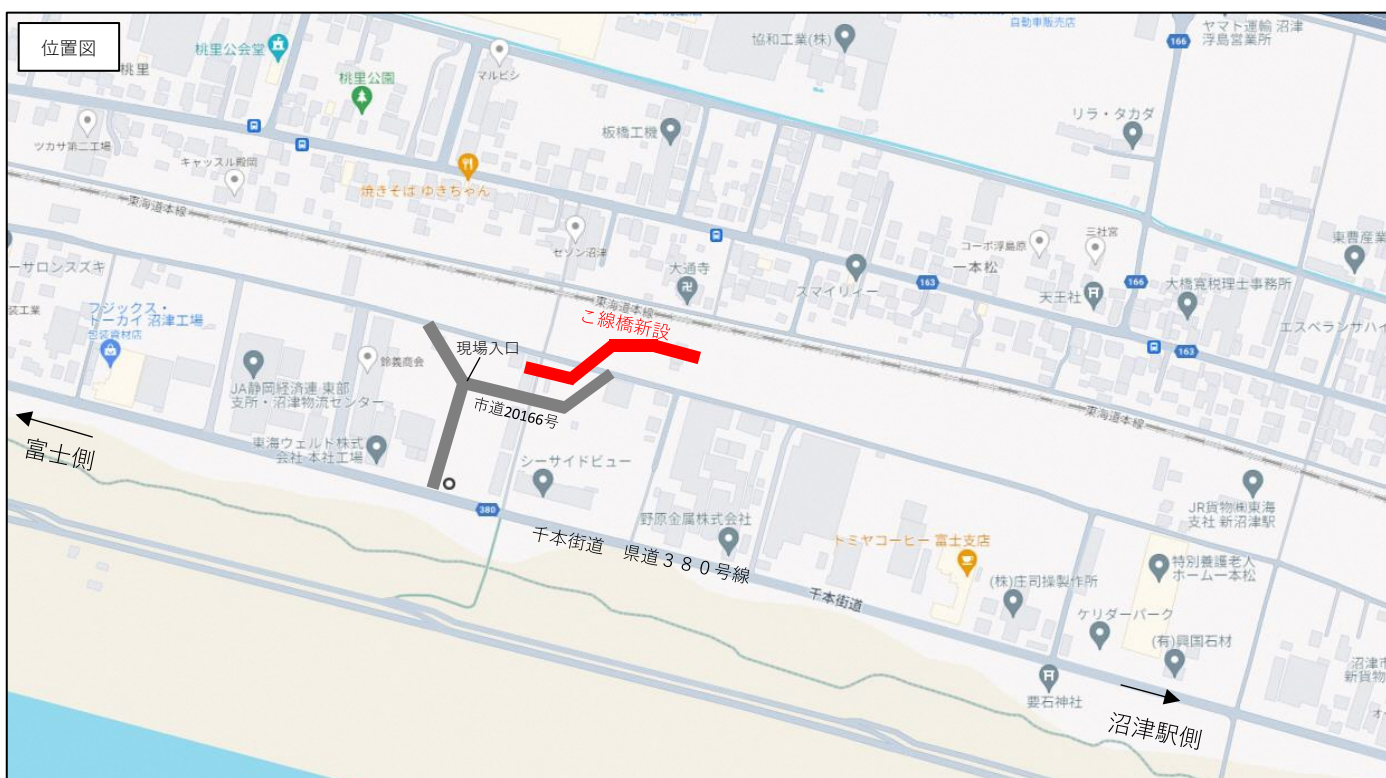 位置図
自動車販売店
ヤマト運輸 沼津
浮島営業所
166
協和工業(株)
桃里公会堂
桃里
マルビシ
桃里公園
リラ・タカダ
板橋工機
ツカサ第二工場
キャッスル殿岡
焼きそば ゆきちゃん
東海道本線
セゾン沼津
コーポ浮島原
三社宮
東曹産業
一本松
大通寺
スマイリィー
163
天王社
166
大橋寛税理士事務所
ーサロンスズキ
東海道本線
こ線橋新設
エスペランサハイ
フジックス・
トーカイ 沼津工場
包装資材店
装工業
163
現場入口
鈴義商会
JA静岡経済連 東部
支所・沼津物流センター
市道20166号
東海道本線
富士側
東海ウェルド株式
会社 本社工場
シーサイドビュー
380
野原金属株式会社
JR貨物㈱東海
支社 新沼津駅
千本街道 県道380号線
トミヤコーヒー 富士支店
特別養護老人
ホーム一本松
千本街道
(株)庄司操製作所
ケリダーパーク
(有)興国石材
沼津市
新貨物
要石神社
沼津駅側